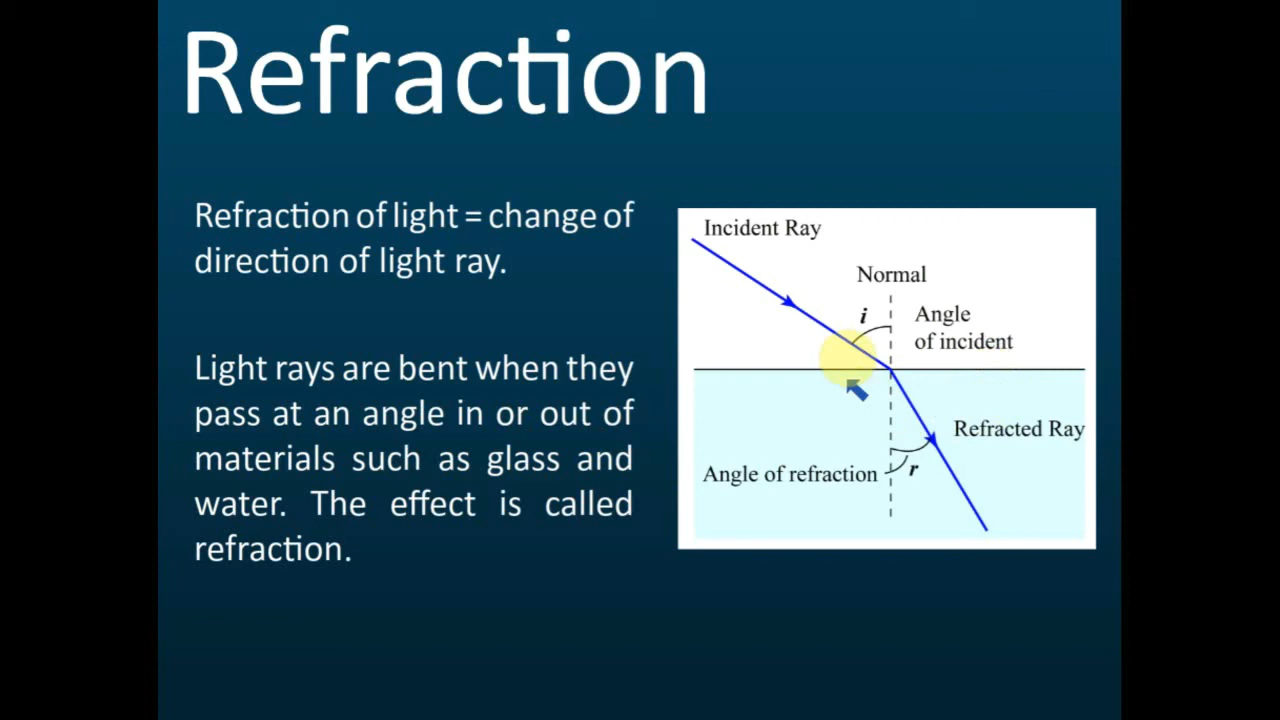 Refraction
Refraction of light = change of
direction of light ray.
Light rays are bent when they
pass at an angle in or out of
materials such as glass and
water. The effect is called
refraction.
Incident Ray
Normal
i
Angle
of incident
Refracted Ray
Angle of refraction
r